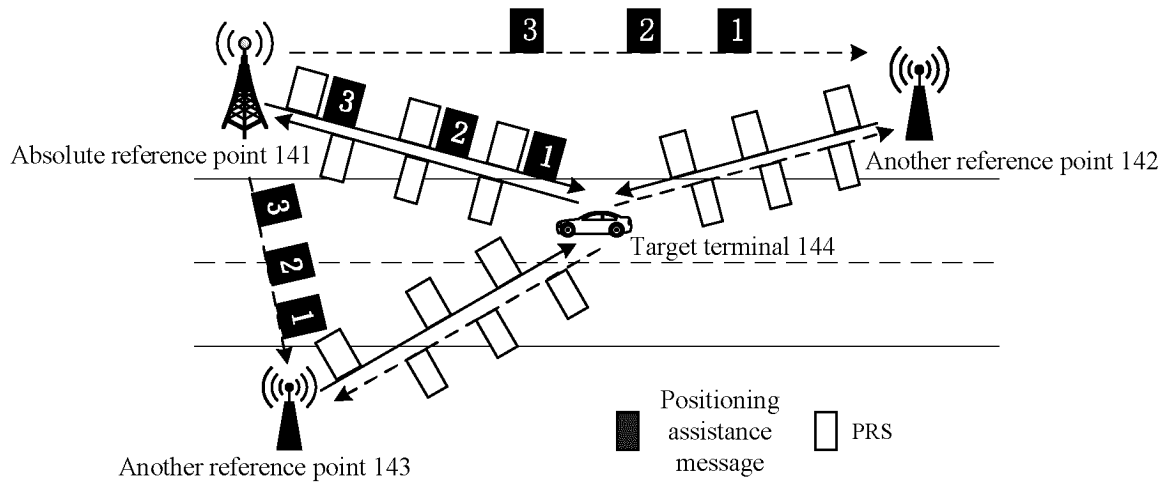 3 2 1
3 2 1
Absolute reference point 141
Another reference point 142
3
2
1
Target terminal 144
Another reference point 143
Positioning
assistance
message
PRS